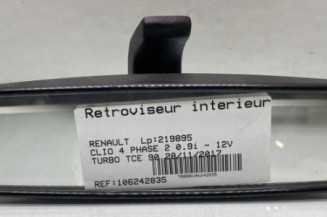 Retroviseur interieur
RENAULT Lp:219895
CLIO 4 PHASE 2 0.9i - 12V
TURBO TCE 90 28/11/2017
REF:106242835